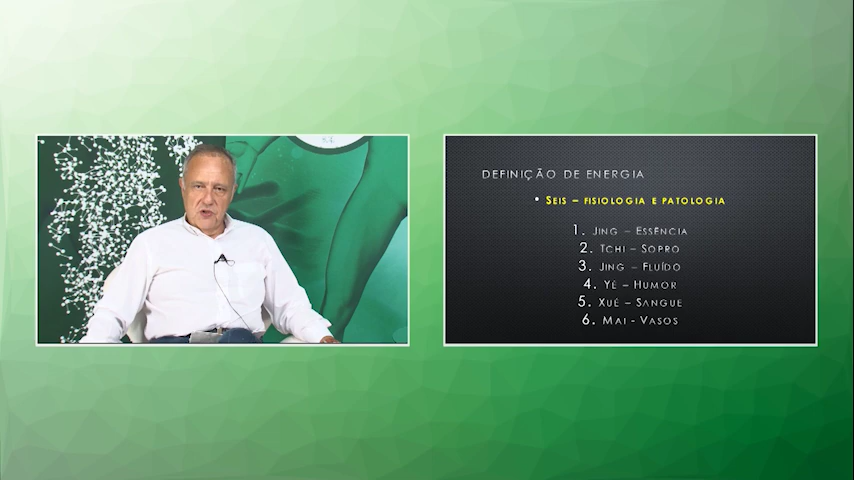 DEFINIÇÃO DE ENERGIA
• SEIS – FISIOLOGIA E PATOLOGIA
1. JING – ESSÊNCIA
2. TCHI – SOPRO
3. JING – FLUÍDO
4. YÉ – HUMOR
5. XUÉ – SANGUE
6. MAI - VASOS